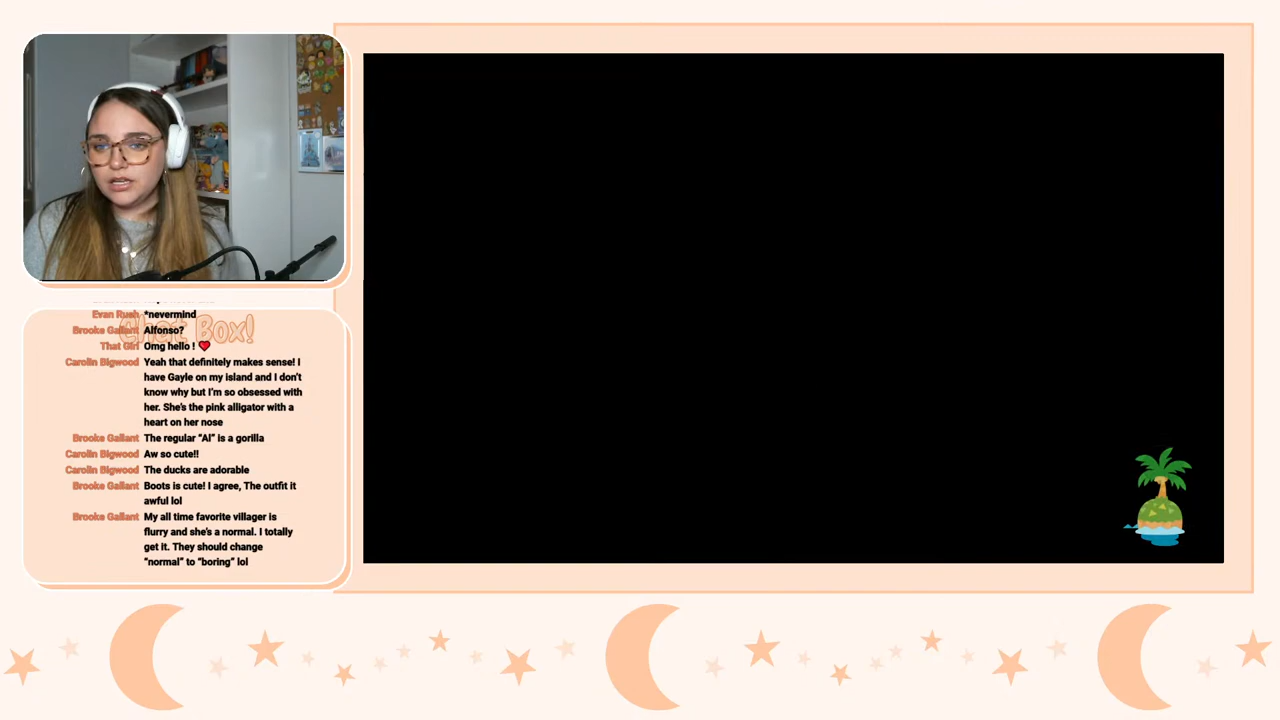 Evan Rush *nevermind
Chat Box!
Brooke Gallant Alfonso?
That Girl Omg hello ! ❤️
Carolin Bigwood Yeah that definitely makes sense! I
have Gayle on my island and I don't
know why but I'm so obsessed with
her. She's the pink alligator with a
heart on her nose
Brooke Gallant The regular "Al" is a gorilla
Carolin Bigwood Aw so cute!!
Carolin Bigwood The ducks are adorable
Brooke Gallant Boots is cute! I agree, The outfit it
awful lol
Brooke Gallant My all time favorite villager is
flurry and she's a normal. I totally
get it. They should change
"normal" to "boring" lol